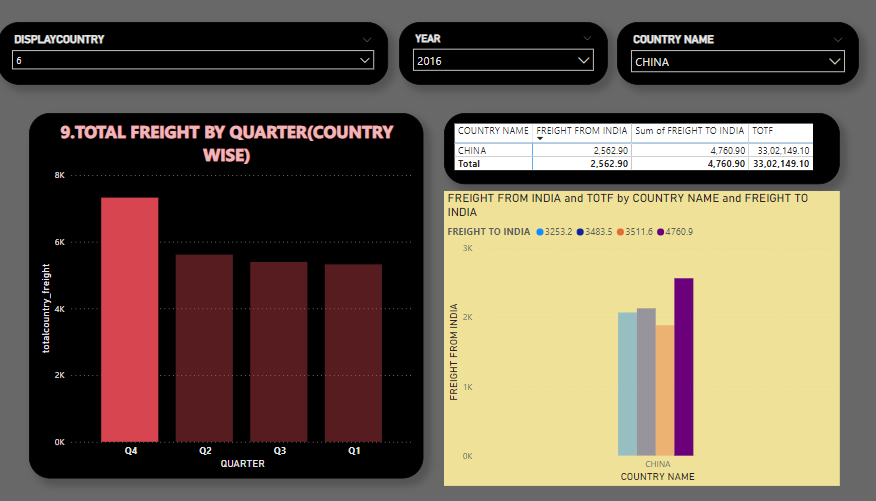 DISPLAYCOUNTRY
6
YEAR
2016
COUNTRY NAME
CHINA
9.TOTAL FREIGHT BY QUARTER(COUNTRY
WISE)
8K
6K
4K
2K
0K
totalcountry_freight
Q4 Q2 Q3 Q1
QUARTER
COUNTRY NAME FREIGHT FROM INDIA Sum of FREIGHT TO INDIA TOTF
CHINA 2,562.90 4,760.90 33,02,149.10
Total 2,562.90 4,760.90 33,02,149.10
FREIGHT FROM INDIA and TOTF by COUNTRY NAME and FREIGHT TO
INDIA
FREIGHT TO INDIA 3253.2 3483.5 3511.6 4760.9
3K
2K
1K
0K
FREIGHT FROM INDIA
CHINA
COUNTRY NAME